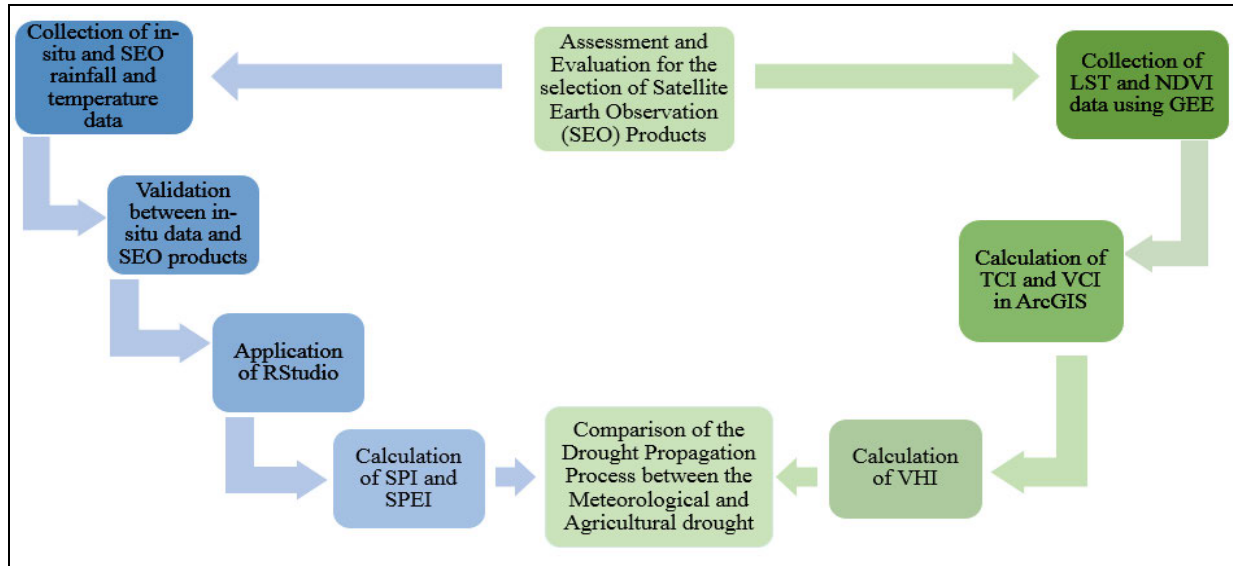 Collection of in-
situ and SEO
rainfall and
temperature
data
Assessment and
Evaluation for the
selection of Satellite
Earth Observation
(SEO) Products
Collection of
LST and NDVI
data using GEE
Validation
between in-
situ data and
SEO products
Calculation of
TCI and VCI
in ArcGIS
Application
of RStudio
Calculation
of SPI and
SPEI
Comparison of the
Drought Propagation
Process between the
Meteorological and
Agricultural drought
Calculation
of VHI